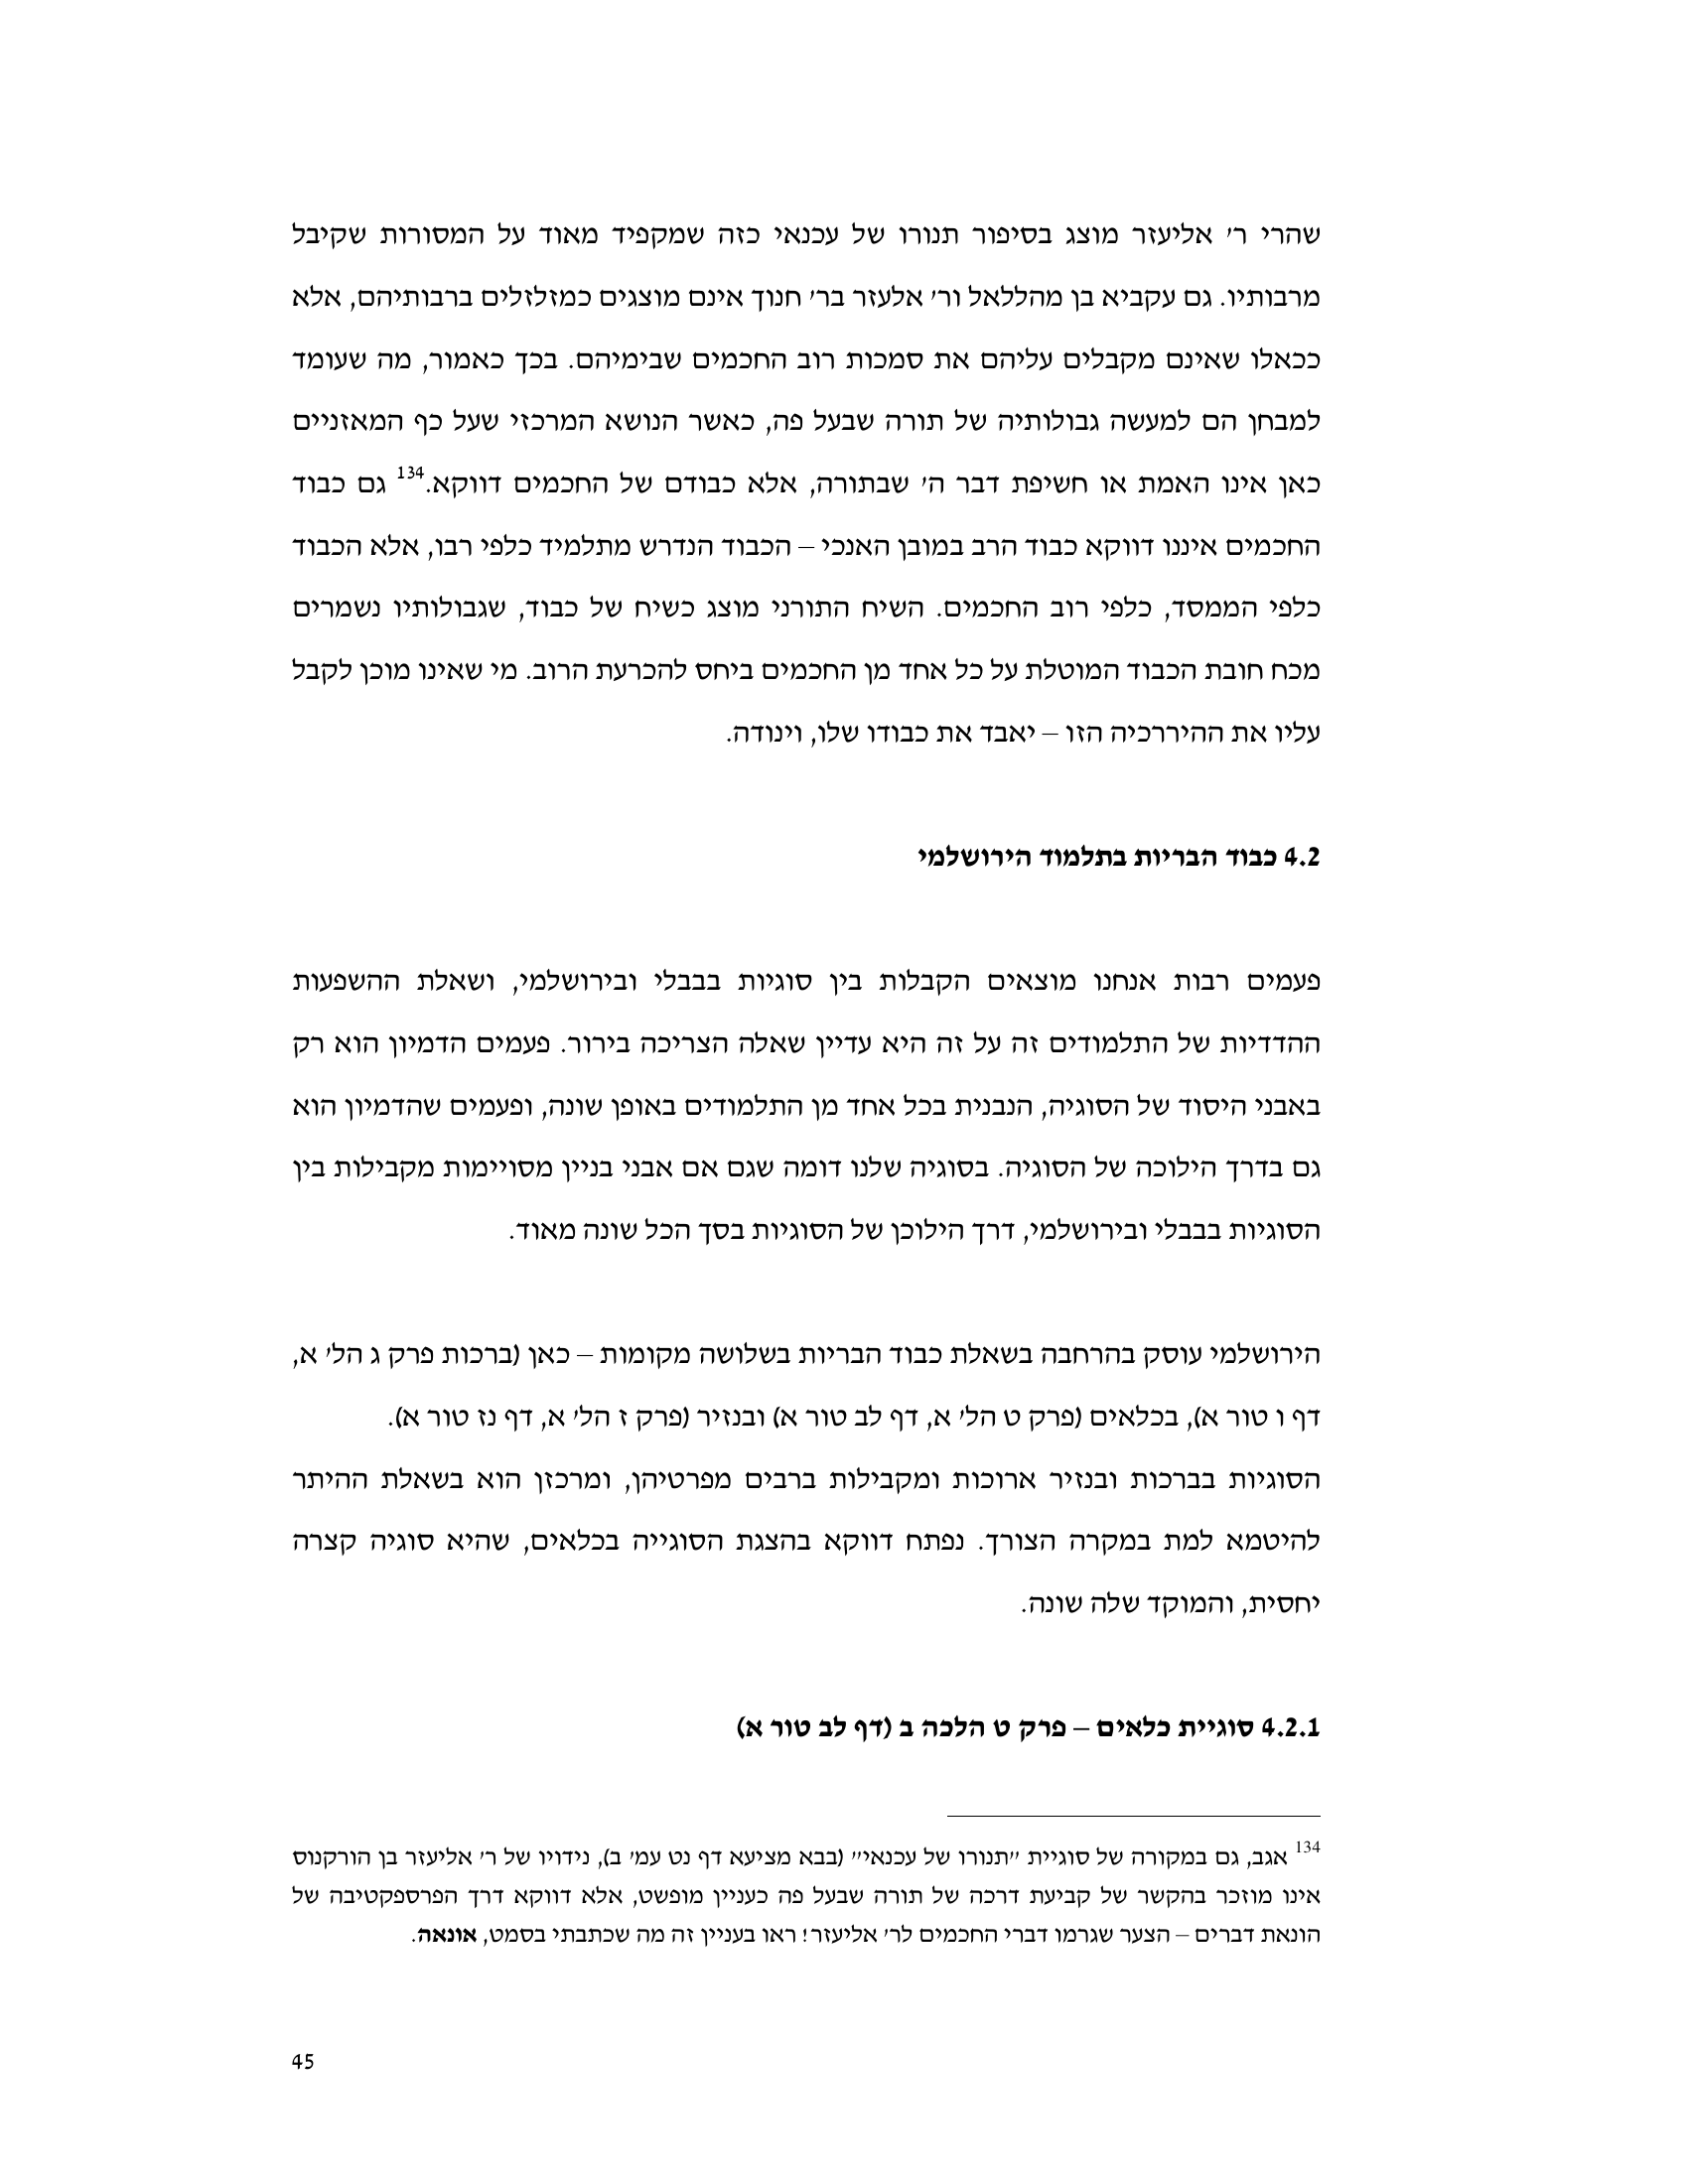 שהרי ר' אליעזר מוצג בסיפור תנורו של עכנאי כזה שמקפיד מאוד על המסורות שקיבל
מרבותיו. גם עקביא בן מהללאל ור' אלעזר בר' חנוך אינם מוצגים כמזלזלים ברבותיהם, אלא
ככאלו שאינם מקבלים עליהם את סמכות רוב החכמים שבימיהם. בכך כאמור, מה שעומד
למבחן הם למעשה גבולותיה של תורה שבעל פה, כאשר הנושא המרכזי שעל כף המאזניים
כאן אינו האמת או חשיפת דבר ה' שבתורה, אלא כבודם של החכמים דווקא.134 גם כבוד
החכמים איננו דווקא כבוד הרב במובן האנכי – הכבוד הנדרש מתלמיד כלפי רבו, אלא הכבוד
כלפי הממסד, כלפי רוב החכמים. השיח התורני מוצג כשיח של כבוד, שגבולותיו נשמרים
מכח חובת הכבוד המוטלת על כל אחד מן החכמים ביחס להכרעת הרוב. מי שאינו מוכן לקבל
עליו את ההיררכיה הזו – יאבד את כבודו שלו, וינודה.
4.2 כבוד הבריות בתלמוד הירושלמי
פעמים רבות אנחנו מוצאים הקבלות בין סוגיות בבבלי ובירושלמי, ושאלת ההשפעות
ההדדיות של התלמודים זה על זה היא עדיין שאלה הצריכה בירור. פעמים הדמיון הוא רק
באבני היסוד של הסוגיה, הנבנית בכל אחד מן התלמודים באופן שונה, ופעמים שהדמיון הוא
גם בדרך הילוכה של הסוגיה. בסוגיה שלנו דומה שגם אם אבני בניין מסויימות מקבילות בין
הסוגיות בבבלי ובירושלמי, דרך הילוכן של הסוגיות בסך הכל שונה מאוד.
הירושלמי עוסק בהרחבה בשאלת כבוד הבריות בשלושה מקומות – כאן (ברכות פרק ג הל' א,
דף ו טור א), בכלאים (פרק ט הל' א, דף לב טור א) ובנזיר (פרק ז הל' א, דף נז טור א).
הסוגיות בברכות ובנזיר ארוכות ומקבילות ברבים מפרטיהן, ומרכזן הוא בשאלת ההיתר
להיטמא למת במקרה הצורך. נפתח דווקא בהצגת הסוגייה בכלאים, שהיא סוגיה קצרה
יחסית, והמוקד שלה שונה.
4.2.1 סוגיית כלאים – פרק ט הלכה ב (דף לב טור א)
134 אגב, גם במקורה של סוגיית "תנורו של עכנאי" (בבא מציעא דף נט עמ' ב), נידויו של ר' אליעזר בן הורקנוס
אינו מוזכר בהקשר של קביעת דרכה של תורה שבעל פה כעניין מופשט, אלא דווקא דרך הפרספקטיבה של
הונאת דברים – הצער שגרמו דברי החכמים לר' אליעזר! ראו בעניין זה מה שכתבתי בסמט, אונאה.
45